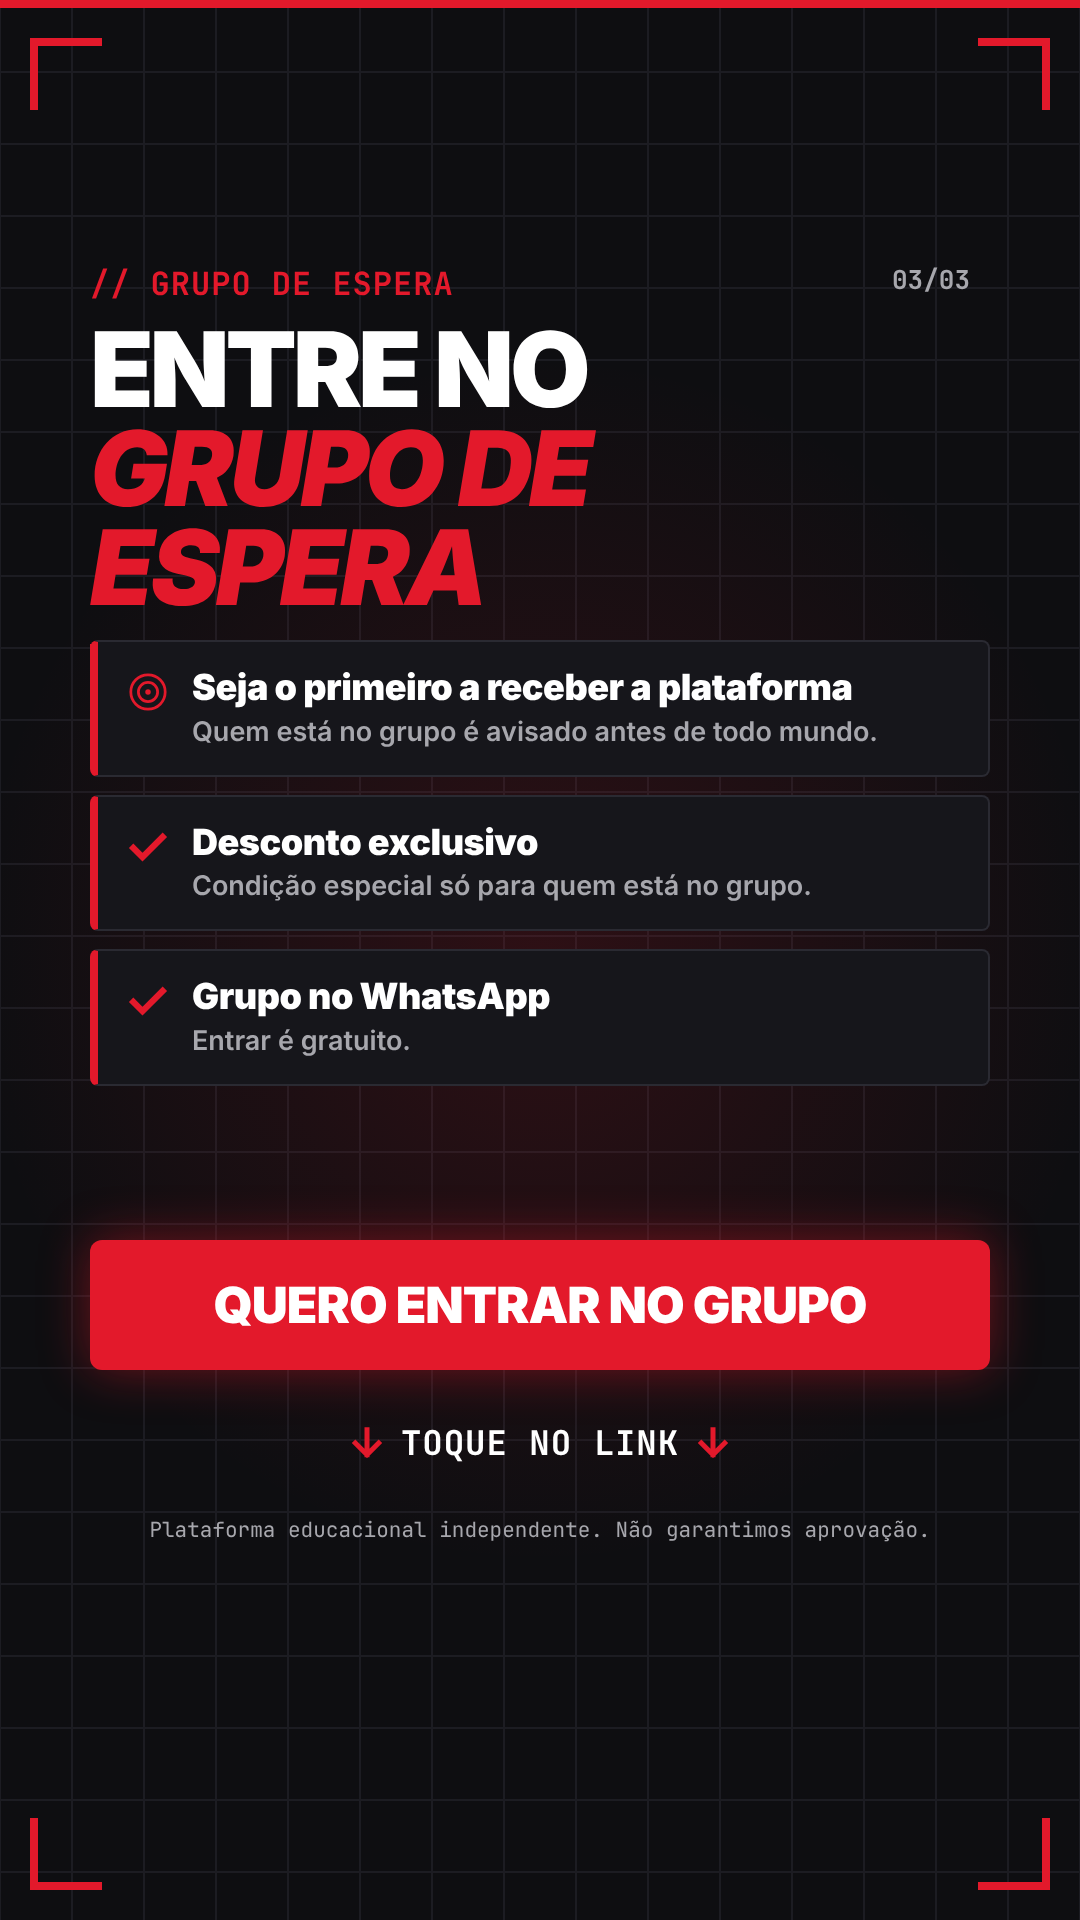 // GRUPO DE ESPERA
03/03
ENTRE NO
GRUPO DE
ESPERA
Seja o primeiro a receber a plataforma
Quem está no grupo é avisado antes de todo mundo.
Desconto exclusivo
Condição especial só para quem está no grupo.
Grupo no WhatsApp
Entrar é gratuito.
QUERO ENTRAR NO GRUPO
↓ TOQUE NO LINK ↓
Plataforma educacional independente. Não garantimos aprovação.